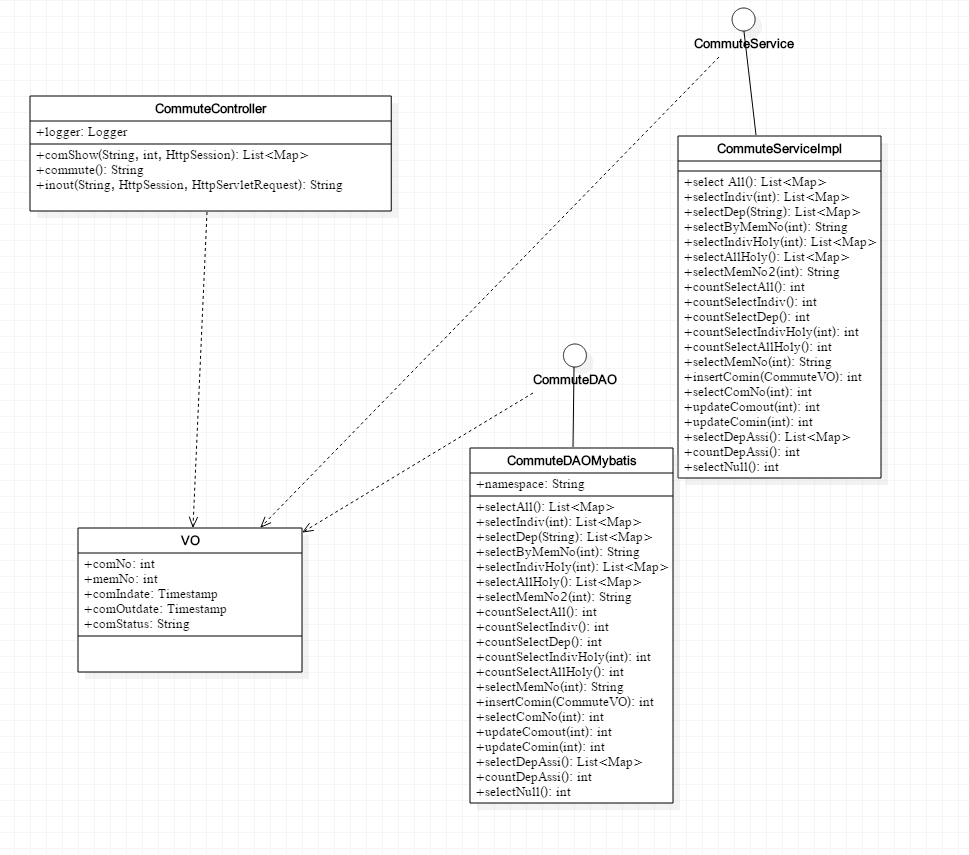 CommuteService
CommuteController
+logger: Logger
+comShow(String, int, HttpSession): List<Map>
+commute(): String
+inout(String, HttpSession, HttpServletRequest): String
CommuteServiceImpl
+select All(): List<Map>
+selectIndiv(int): List<Map>
+selectDep(String): List<Map>
+selectByMemNo(int): String
+selectIndivHoly(int): List<Map>
+selectAllHoly(): List<Map>
+selectMemNo2(int): String
+countSelectAll(): int
+countSelectIndiv(): int
+countSelectDep(): int
+countSelectIndivHoly(int): int
+countSelectAllHoly(): int
+selectMemNo(int): String
+insertComin(CommuteVO): int
+selectComNo(int): int
+updateComout(int): int
+updateComin(int): int
+selectDepAssi(): List<Map>
+countDepAssi(): int
+selectNull(): int
CommuteDAO
CommuteDAOMybatis
+namespace: String
+selectAll(): List<Map>
+selectIndiv(int): List<Map>
+selectDep(String): List<Map>
+selectByMemNo(int): String
+selectIndivHoly(int): List<Map>
+selectAllHoly(): List<Map>
+selectMemNo2(int): String
+countSelectAll(): int
+countSelectIndiv(): int
+countSelectDep(): int
+countSelectIndivHoly(int): int
+countSelectAllHoly(): int
+selectMemNo(int): String
+insertComin(CommuteVO): int
+selectComNo(int): int
+updateComout(int): int
+updateComin(int): int
+selectDepAssi(): List<Map>
+countDepAssi(): int
+selectNull(): int
VO
+comNo: int
+memNo: int
+comIndate: Timestamp
+comOutdate: Timestamp
+comStatus: String